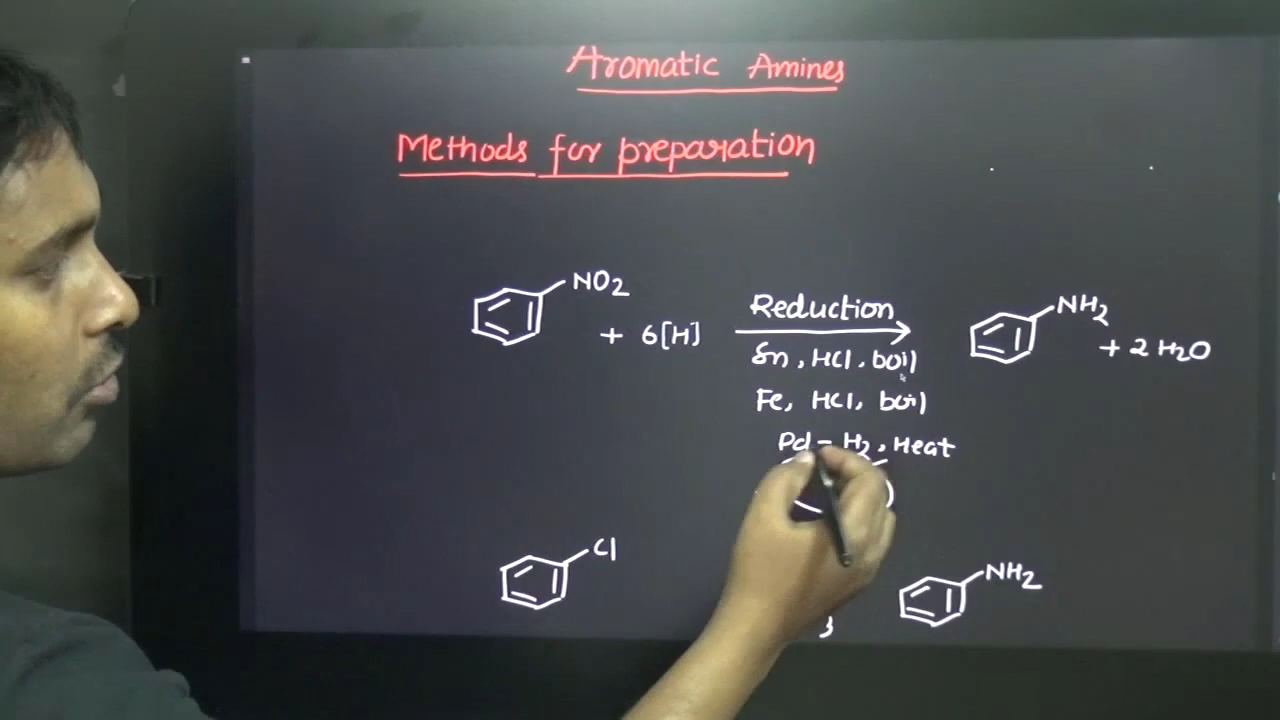 Aromatic Amines
Methods for preparation
NO2 + 6[H]
Reduction
Sn, HCl, boil
Fe, HCl, boil
Pd - H2, Heat
NH2 + 2 H2O
Cl
NH2